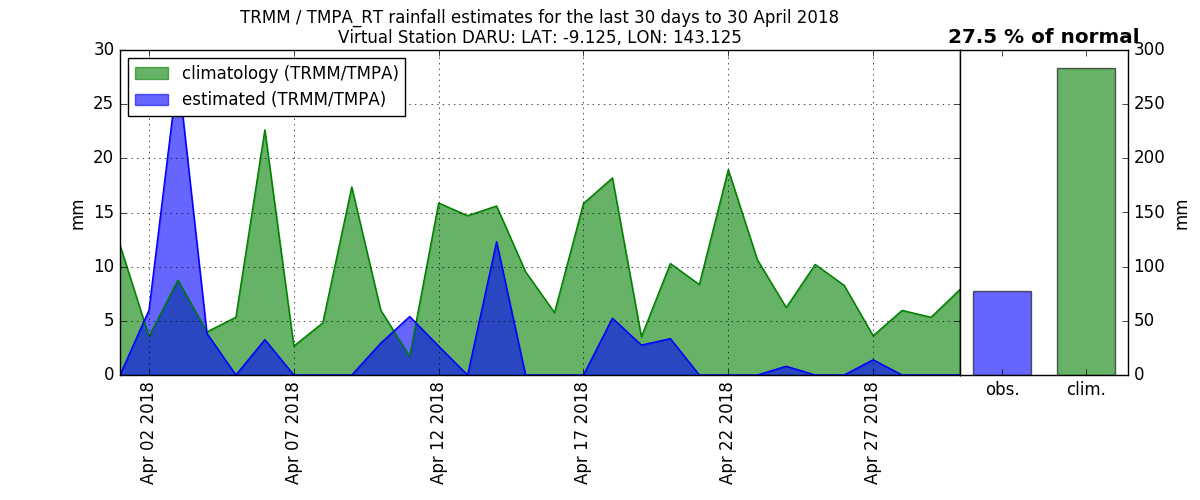 TRMM / TMPA_RT rainfall estimates for the last 30 days to 30 April 2018
Virtual Station DARU: LAT: -9.125, LON: 143.125
27.5 % of normal
climatology (TRMM/TMPA)
estimated (TRMM/TMPA)
mm
30
25
20
15
10
5
0
Apr 02 2018
Apr 07 2018
Apr 12 2018
Apr 17 2018
Apr 22 2018
Apr 27 2018
obs.
clim.
300
250
200
150
100
50
0
mm